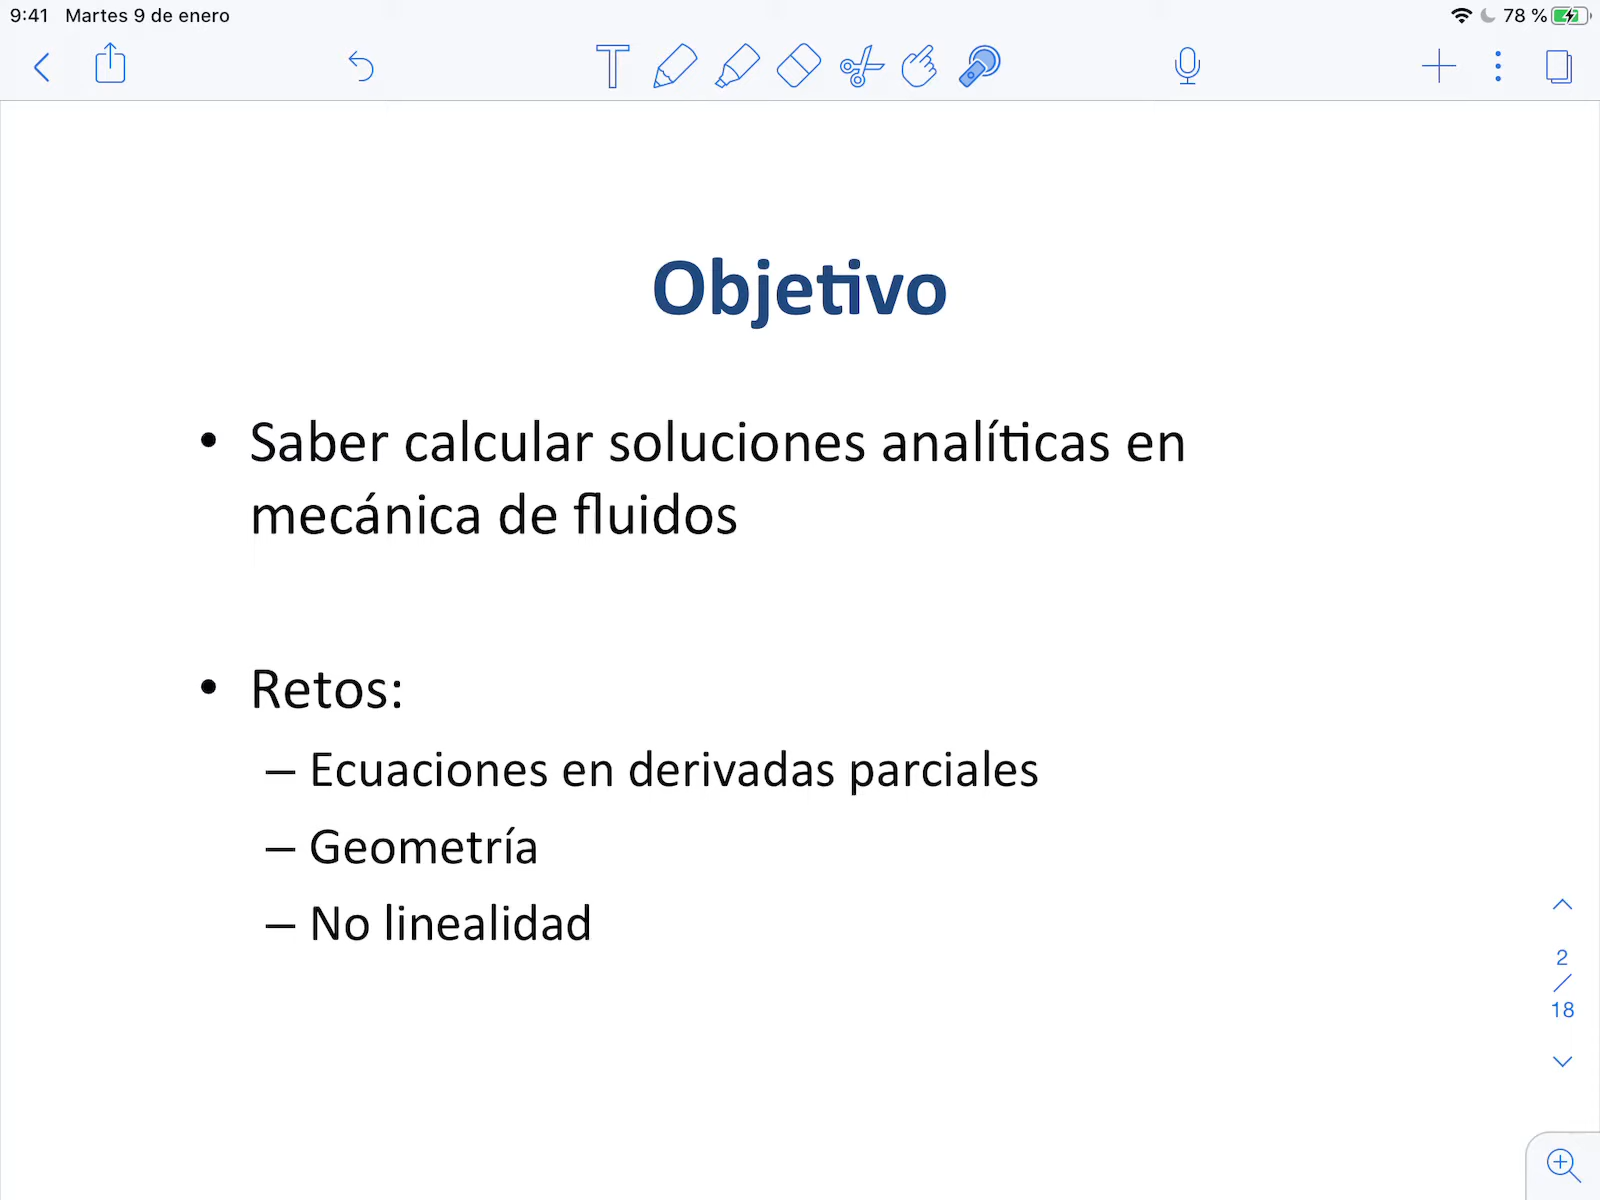 9:41 Martes 9 de enero 78 %
Objetivo
• Saber calcular soluciones analíticas en
mecánica de fluidos
• Retos:
– Ecuaciones en derivadas parciales
– Geometría
– No linealidad
2
/
18